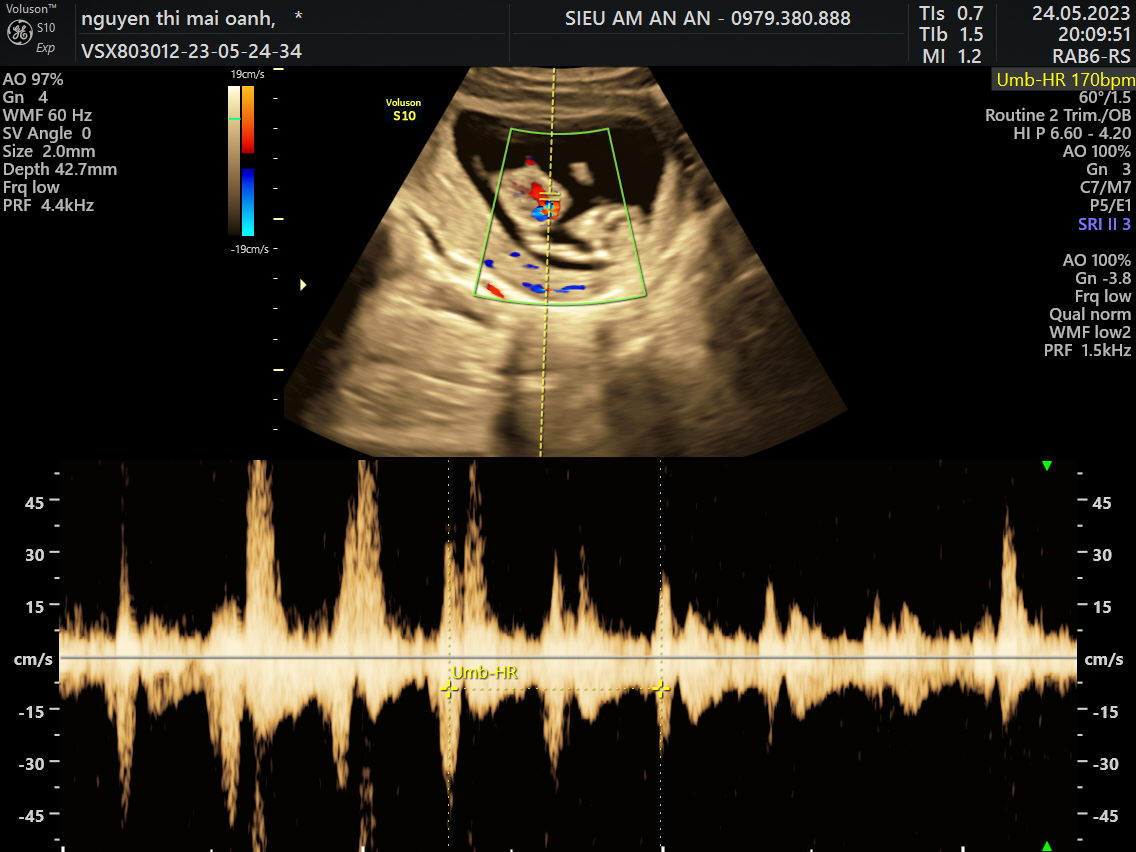 Voluson™
S10
Exp
nguyen thi mai oanh, *
VSX803012-23-05-24-34
SIEU AM AN AN - 0979.380.888
TIs 0.7
TIb 1.5
MI 1.2
24.05.2023
20:09:51
RAB6-RS
AO 97%
Gn 4
WMF 60 Hz
SV Angle 0
Size 2.0mm
Depth 42.7mm
Frq low
PRF 4.4kHz
19cm/s
-19cm/s
Voluson
S10
Umb-HR 170bpm
60°/1.5
Routine 2 Trim./OB
HI P 6.60 - 4.20
AO 100%
Gn 3
C7/M7
P5/E1
SRI II 3
AO 100%
Gn -3.8
Frq low
Qual norm
WMF low2
PRF 1.5kHz
45
30
15
cm/s
-15
-30
-45
Umb-HR
45
30
15
cm/s
-15
-30
-45